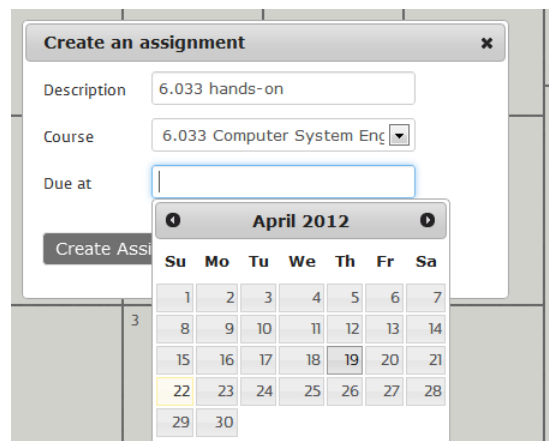 Create an assignment
Description 6.033 hands-on
Course 6.033 Computer System Eng
Due at
April 2012
Create Assi
Su Mo Tu We Th Fr Sa
1 2 3 4 5 6 7
3
8 9 10 11 12 13 14
15 16 17 18 19 20 21
22 23 24 25 26 27 28
29 30